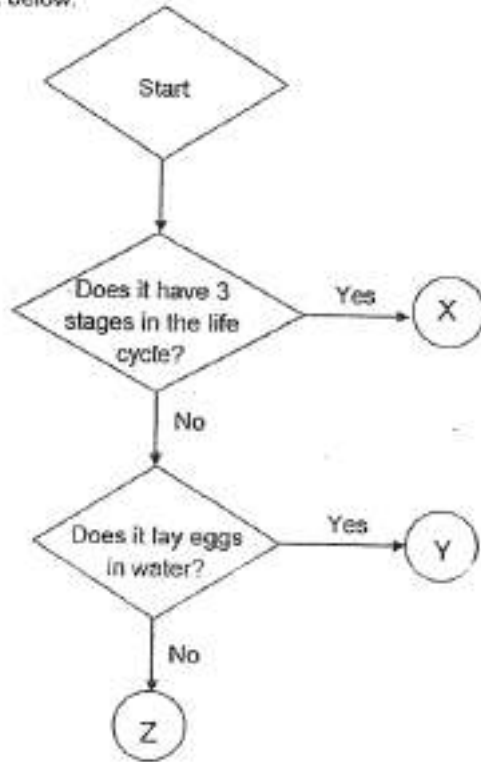 below.
Start
Does it have 3
stages in the life
cycle?
Yes
X
No
Does it lay eggs
in water?
Yes
Y
No
Z